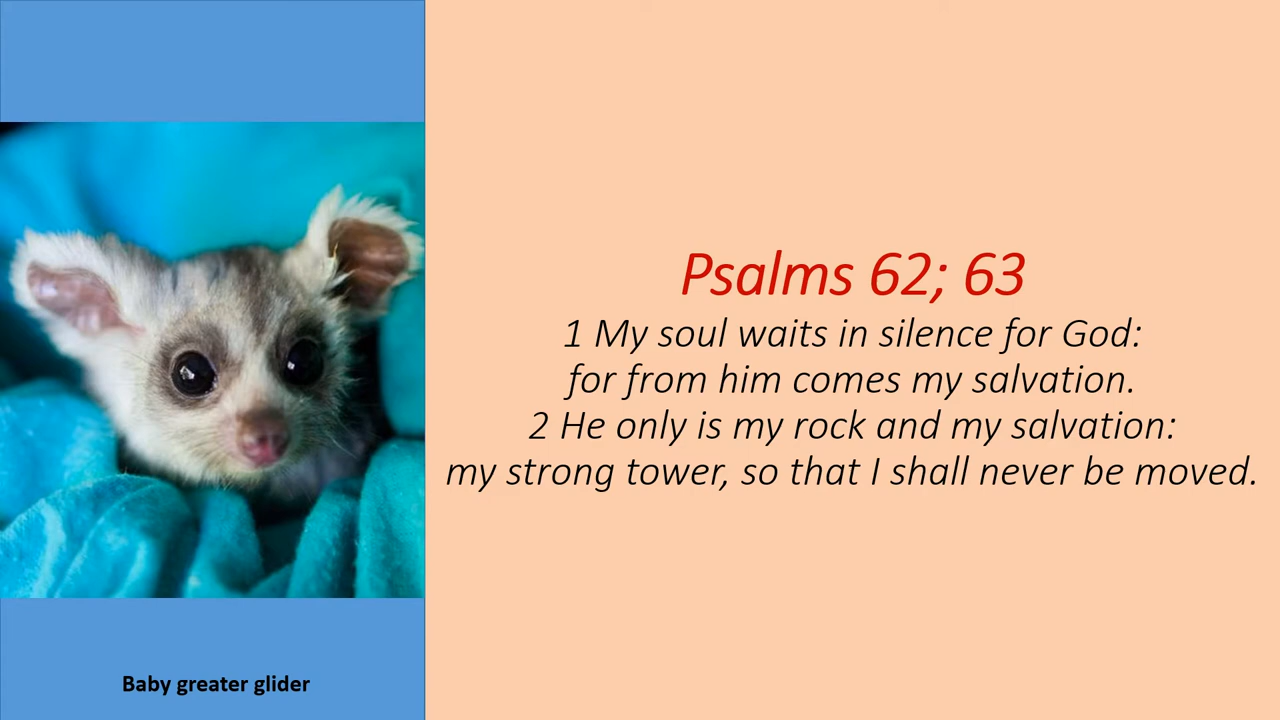 Psalms 62; 63
1 My soul waits in silence for God:
for from him comes my salvation.
2 He only is my rock and my salvation:
my strong tower, so that I shall never be moved.
Baby greater glider